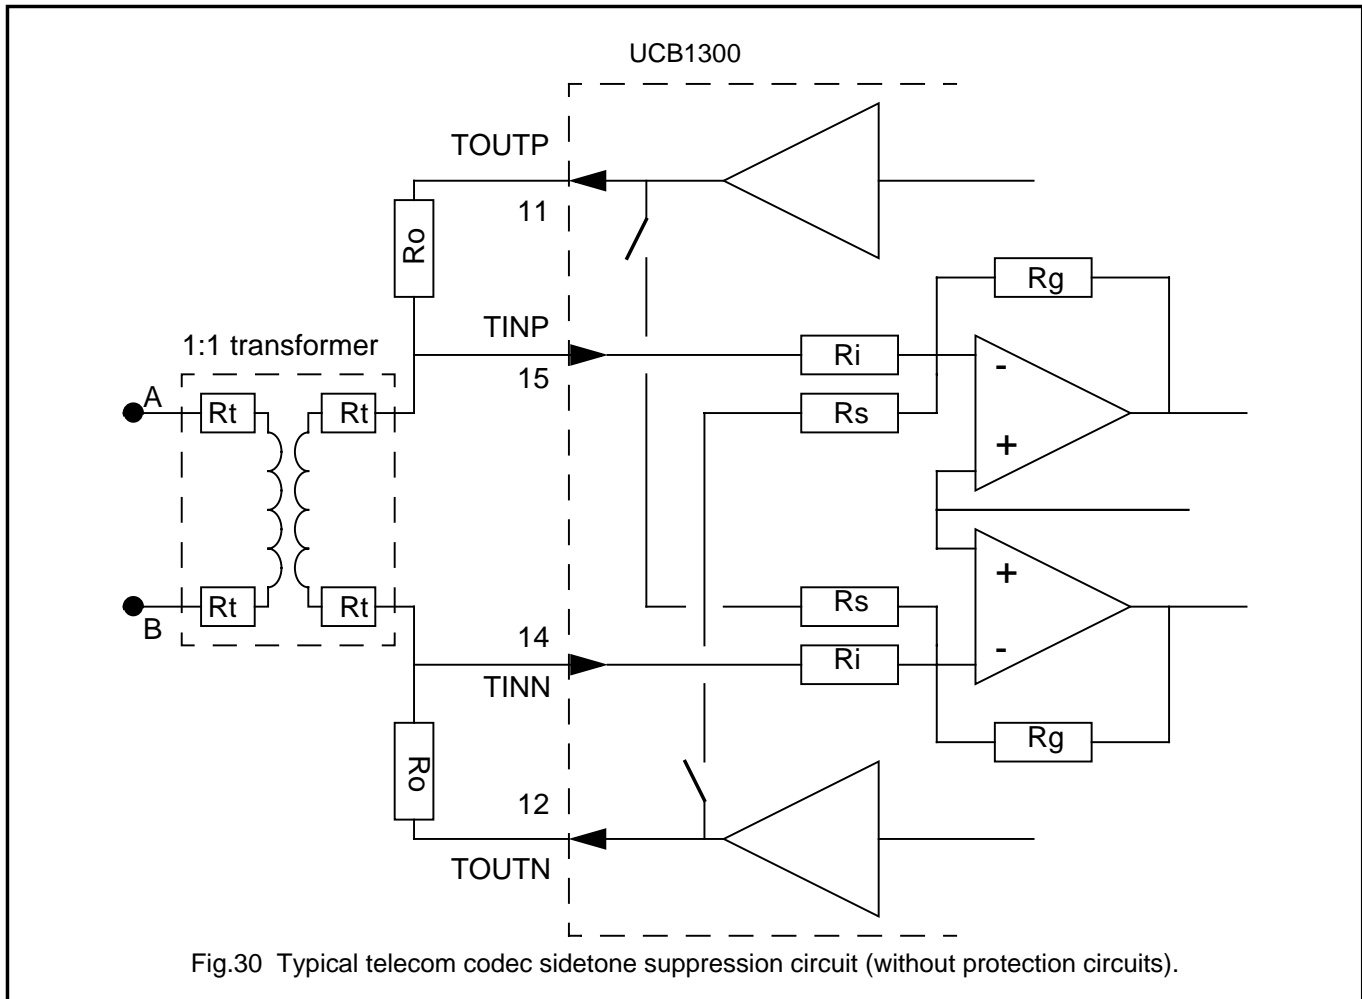 UCB1300
TOUTP
11
Ro
Rg
TINP
1:1 transformer
Ri
15
-
A
Rt
Rt
Rs
+
+
B
Rt
Rt
Rs
14
Ri
-
TINN
Rg
Ro
12
TOUTN
Fig.30 Typical telecom codec sidetone suppression circuit (without protection circuits).